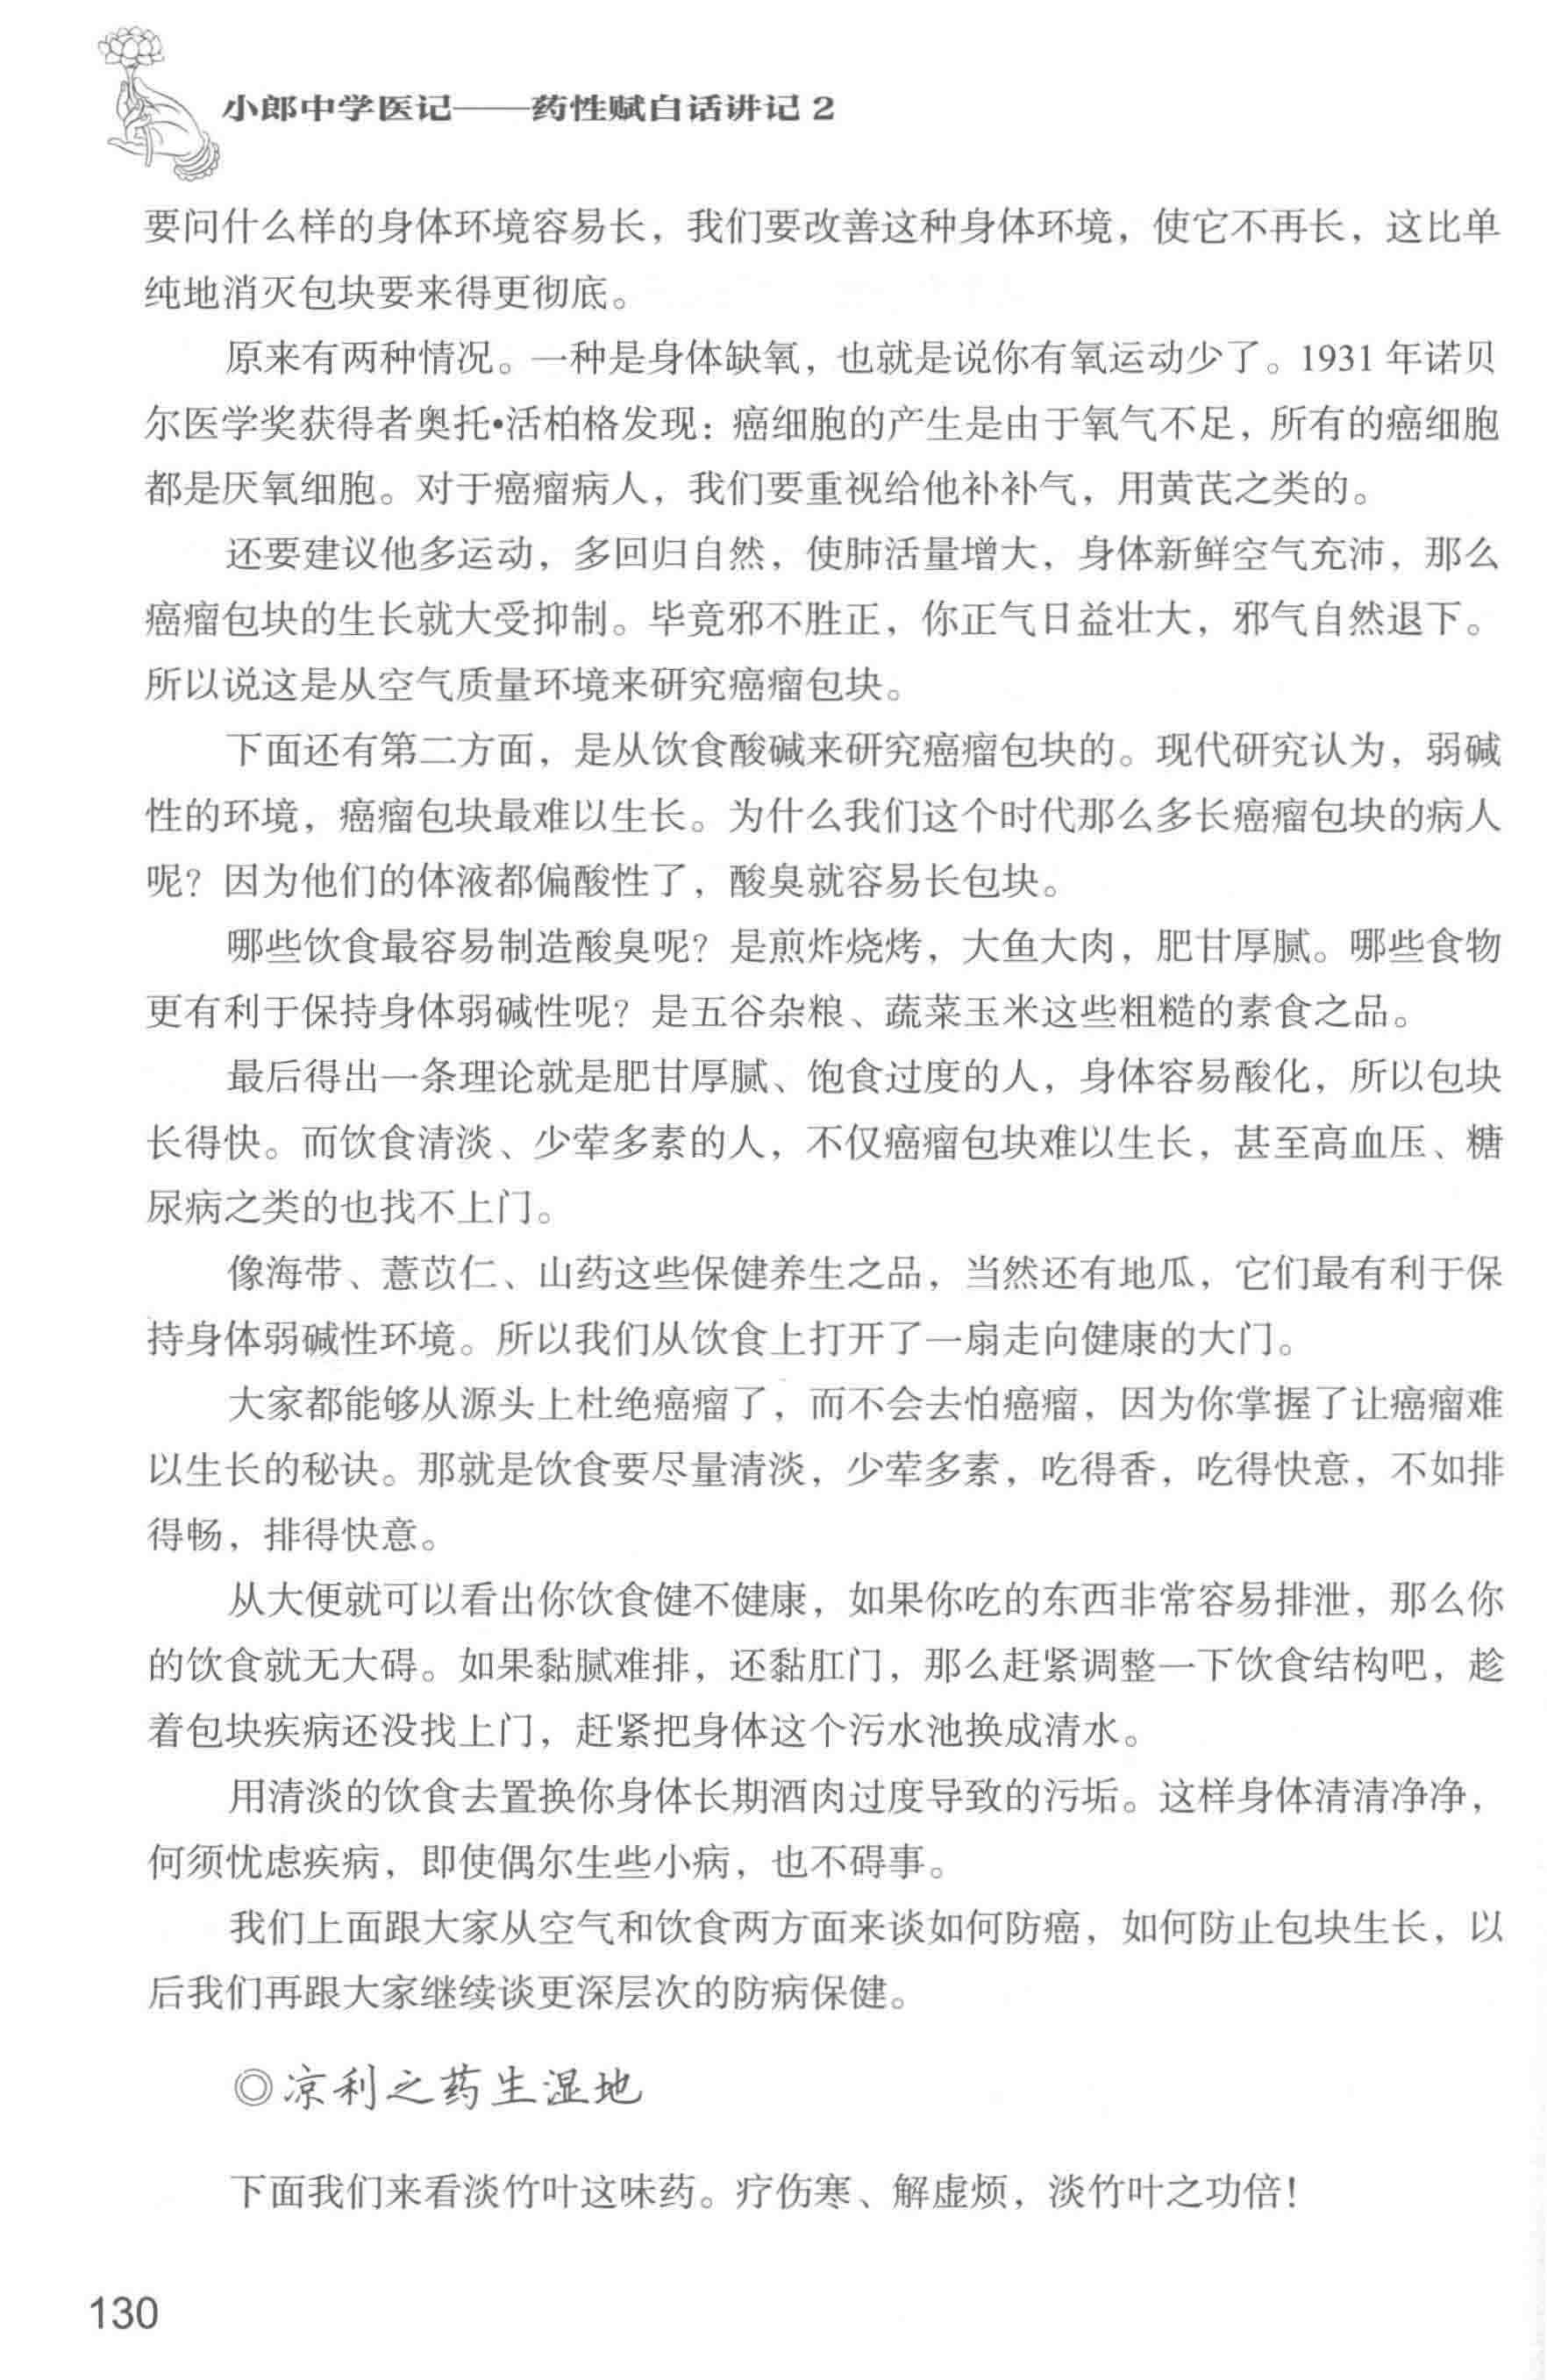 小郎中学医记——药性赋白话讲记 2
要问什么样的身体环境容易长，我们要改善这种身体环境，使它不再长，这比单
纯地消灭包块要来得更彻底。
原来有两种情况。一种是身体缺氧，也就是说你有氧运动少了。1931 年诺贝
尔医学奖获得者奥托•活柏格发现：癌细胞的产生是由于氧气不足，所有的癌细胞
都是厌氧细胞。对于癌瘤病人，我们要重视给他补补气，用黄芪之类的。
还要建议他多运动，多回归自然，使肺活量增大，身体新鲜空气充沛，那么
癌瘤包块的生长就大受抑制。毕竟邪不胜正，你正气日益壮大，邪气自然退下。
所以说这是从空气质量环境来研究癌瘤包块。
下面还有第二方面，是从饮食酸碱来研究癌瘤包块的。现代研究认为，弱碱
性的环境，癌瘤包块最难以生长。为什么我们这个时代那么多长癌瘤包块的病人
呢？因为他们的体液都偏酸性了，酸臭就容易长包块。
哪些饮食最容易制造酸臭呢？是煎炸烧烤，大鱼大肉，肥甘厚腻。哪些食物
更有利于保持身体弱碱性呢？是五谷杂粮、蔬菜玉米这些粗糙的素食之品。
最后得出一条理论就是肥甘厚腻、饱食过度的人，身体容易酸化，所以包块
长得快。而饮食清淡、少荤多素的人，不仅癌瘤包块难以生长，甚至高血压、糖
尿病之类的也找不上门。
像海带、薏苡仁、山药这些保健养生之品，当然还有地瓜，它们最有利于保
持身体弱碱性环境。所以我们从饮食上打开了一扇走向健康的大门。
大家都能够从源头上杜绝癌瘤了，而不会去怕癌瘤，因为你掌握了让癌瘤难
以生长的秘诀。那就是饮食要尽量清淡，少荤多素，吃得香，吃得快意，不如排
得畅，排得快意。
从大便就可以看出你饮食健不健康，如果你吃的东西非常容易排泄，那么你
的饮食就无大碍。如果黏腻难排，还黏肛门，那么赶紧调整一下饮食结构吧，趁
着包块疾病还没找上门，赶紧把身体这个污水池换成清水。
用清淡的饮食去置换你身体长期酒肉过度导致的污垢。这样身体清清净净，
何须忧虑疾病，即使偶尔生些小病，也不碍事。
我们上面跟大家从空气和饮食两方面来谈如何防癌，如何防止包块生长，以
后我们再跟大家继续谈更深层次的防病保健。
◎凉利之药生湿地
下面我们来看淡竹叶这味药。疗伤寒、解虚烦，淡竹叶之功倍！
130